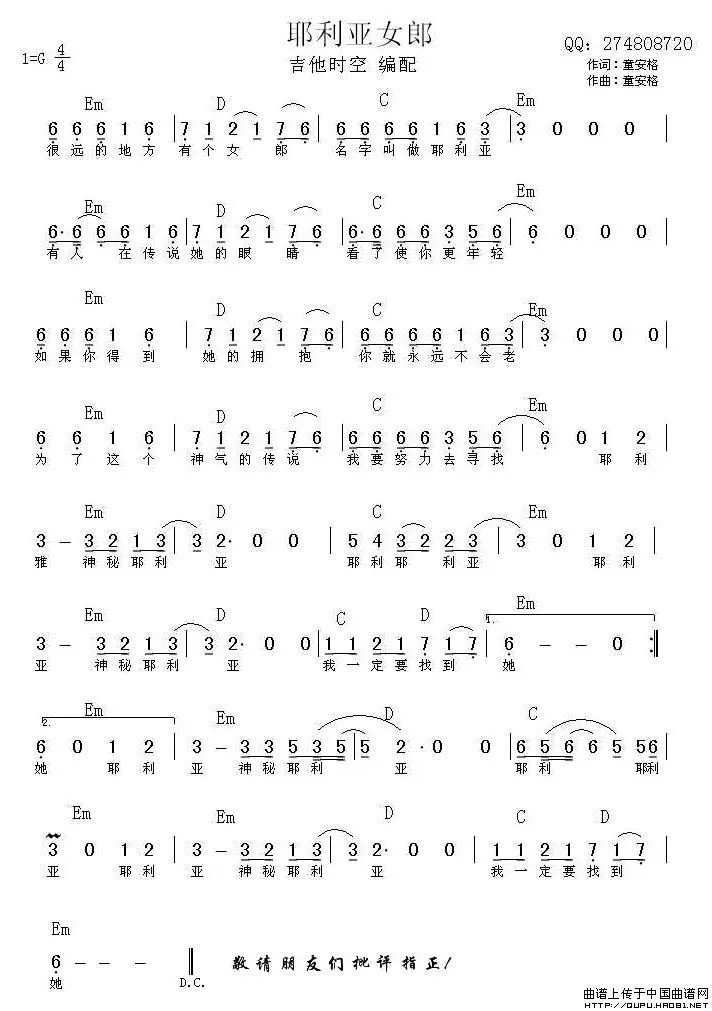 耶利亚女郎
1=G 4/4
吉他时空 编配
QQ: 274808720
作词:童安格
作曲:童安格
Em D C Em
6 6 6 1 6 | 7 1 2 1 7 6 | 6 6 6 6 1 6 3 | 3 0 0 0 |
很远的地方 有个女 郎 名字叫做耶利亚
Em D C Em
6· 6 6 6 1 6 | 7 1 2 1 7 6 | 6· 6 6 6 3 5 6 | 6 0 0 0 |
有人 在传说她的眼 睛 看了使你更年轻
Em D C Em
6 6 6 1 6 | 7 1 2 1 7 6 | 6 6 6 6 1 6 3 | 3 0 0 0 |
如果你得到 她的拥 抱 你就永远不会老
Em D C Em
6 6 1 6 | 7 1 2 1 7 6 | 6 6 6 6 3 5 6 | 6 0 1 2 |
为了这个 神气的传说 我要努力去寻找 耶利
Em D C Em
3 — 3 2 1 3 | 3 2· 0 0 | 5 4 3 2 2 3 | 3 0 1 2 |
雅 神秘耶利 亚 耶利耶利亚 耶利
Em D C D Em
3 — 3 2 1 3 | 3 2· 0 0 | 1 1 2 1 7 1 7 | 1. 6 — — 0 :‖
亚 神秘耶利 亚 我一定要找到 她
Em Em D C
2. 6 0 1 2 | 3 — 3 3 5 3 5 | 5 2· 0 0 | 6 5 6 6 5 5 6 |
她 耶利 亚 神秘耶利 亚 耶利 耶利
Em Em D C D
3 0 1 2 | 3 — 3 2 1 3 | 3 2· 0 0 | 1 1 2 1 7 1 7 |
亚 耶利 亚 神秘耶利 亚 我一定要找到
Em
6 — — — ‖
她 D.C.
敬请朋友们批评指正!
曲谱上传于中国曲谱网
HTTP://QUPU.HAO81.NET